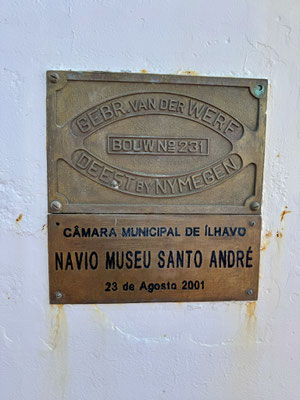 GEBR. VAN DER WERF
BOUW No 231
DEEST BY NYMEGEN
CÂMARA MUNICIPAL DE ÍLHAVO
NAVIO MUSEU SANTO ANDRÉ
23 de Agosto 2001